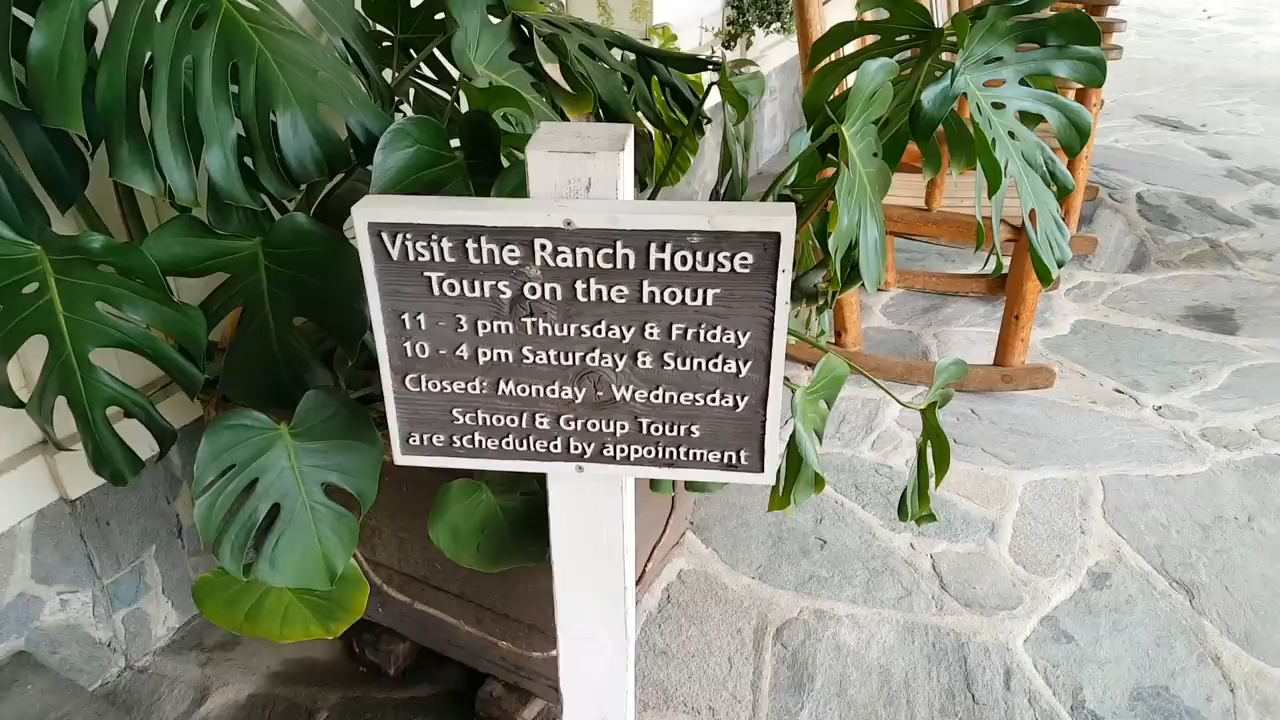 Visit the Ranch House
Tours on the hour
11 - 3 pm Thursday & Friday
10 - 4 pm Saturday & Sunday
Closed: Monday - Wednesday
School & Group Tours
are scheduled by appointment